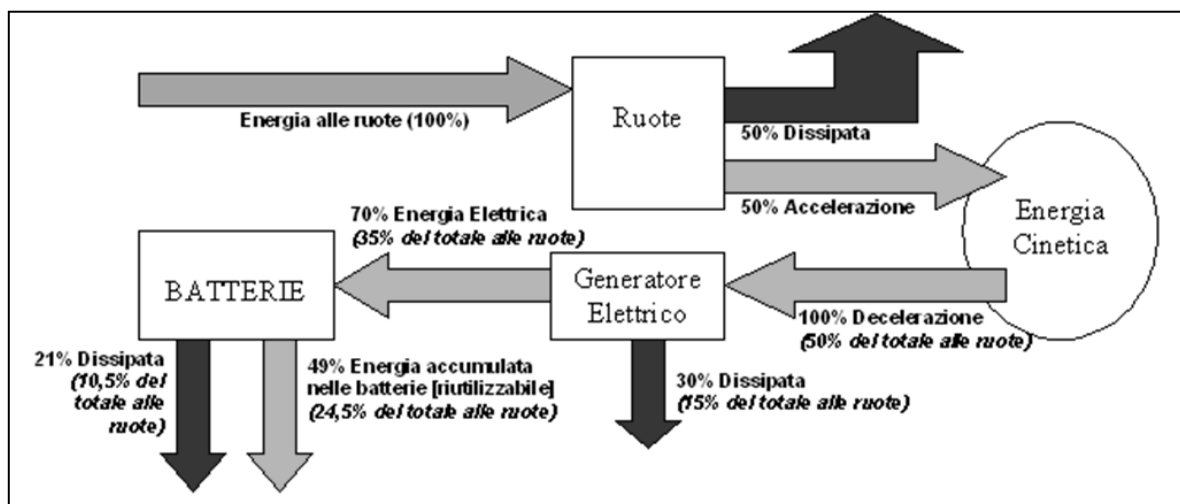 Energia alle ruote (100%)
Ruote
50% Dissipata
50% Accelerazione
Energia
Cinetica
70% Energia Elettrica
(35% del totale alle ruote)
BATTERIE
Generatore
Elettrico
100% Decelerazione
(50% del totale alle ruote)
21% Dissipata
(10,5% del
totale alle
ruote)
49% Energia accumulata
nelle batterie [riutilizzabile]
(24,5% del totale alle ruote)
30% Dissipata
(15% del totale alle ruote)